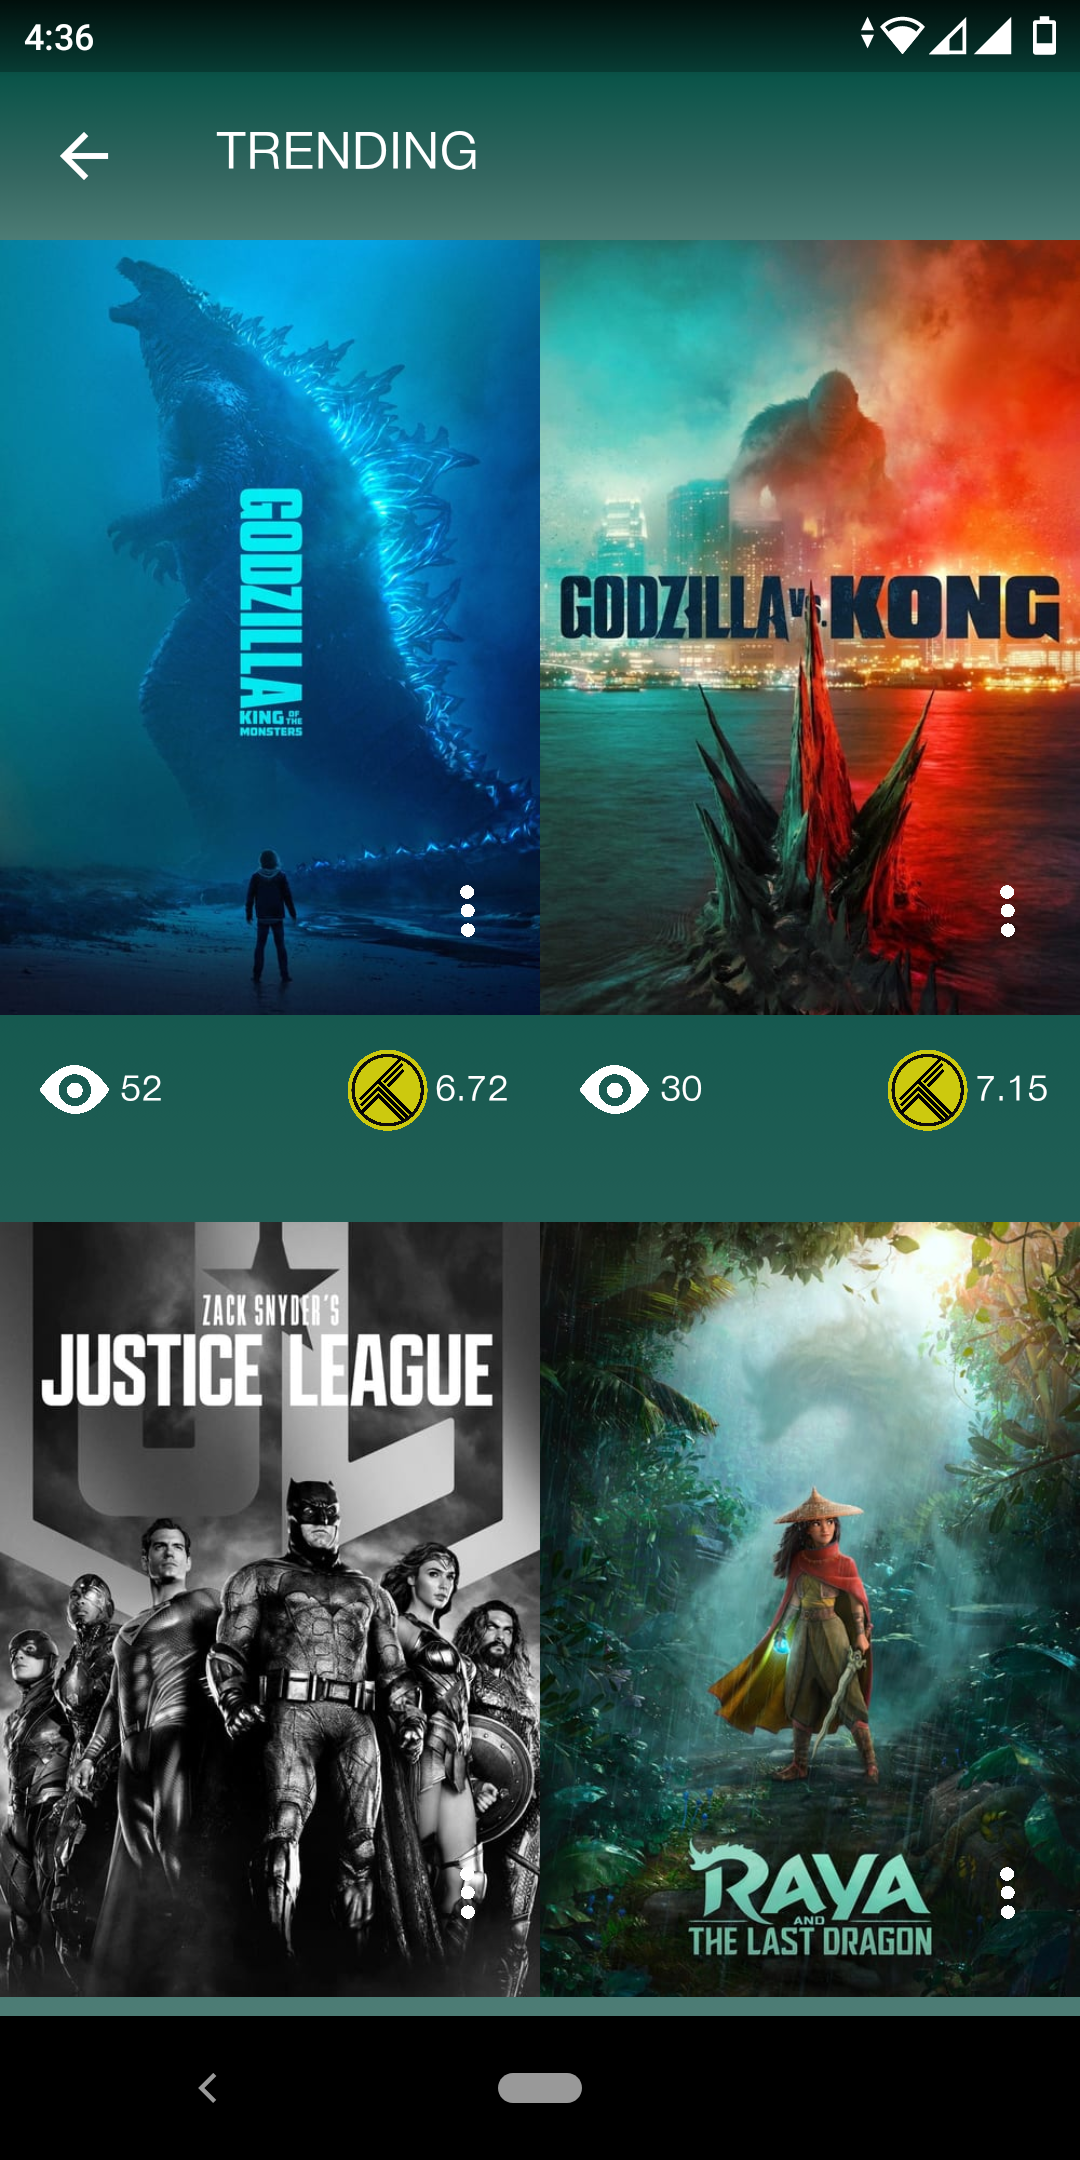 4:36
TRENDING
GODZILLA
KING OF THE
MONSTERS
GODZILLA VS. KONG
52
6.72
30
7.15
ZACK SNYDER'S
JUSTICE LEAGUE
RAYA
AND
THE LAST DRAGON